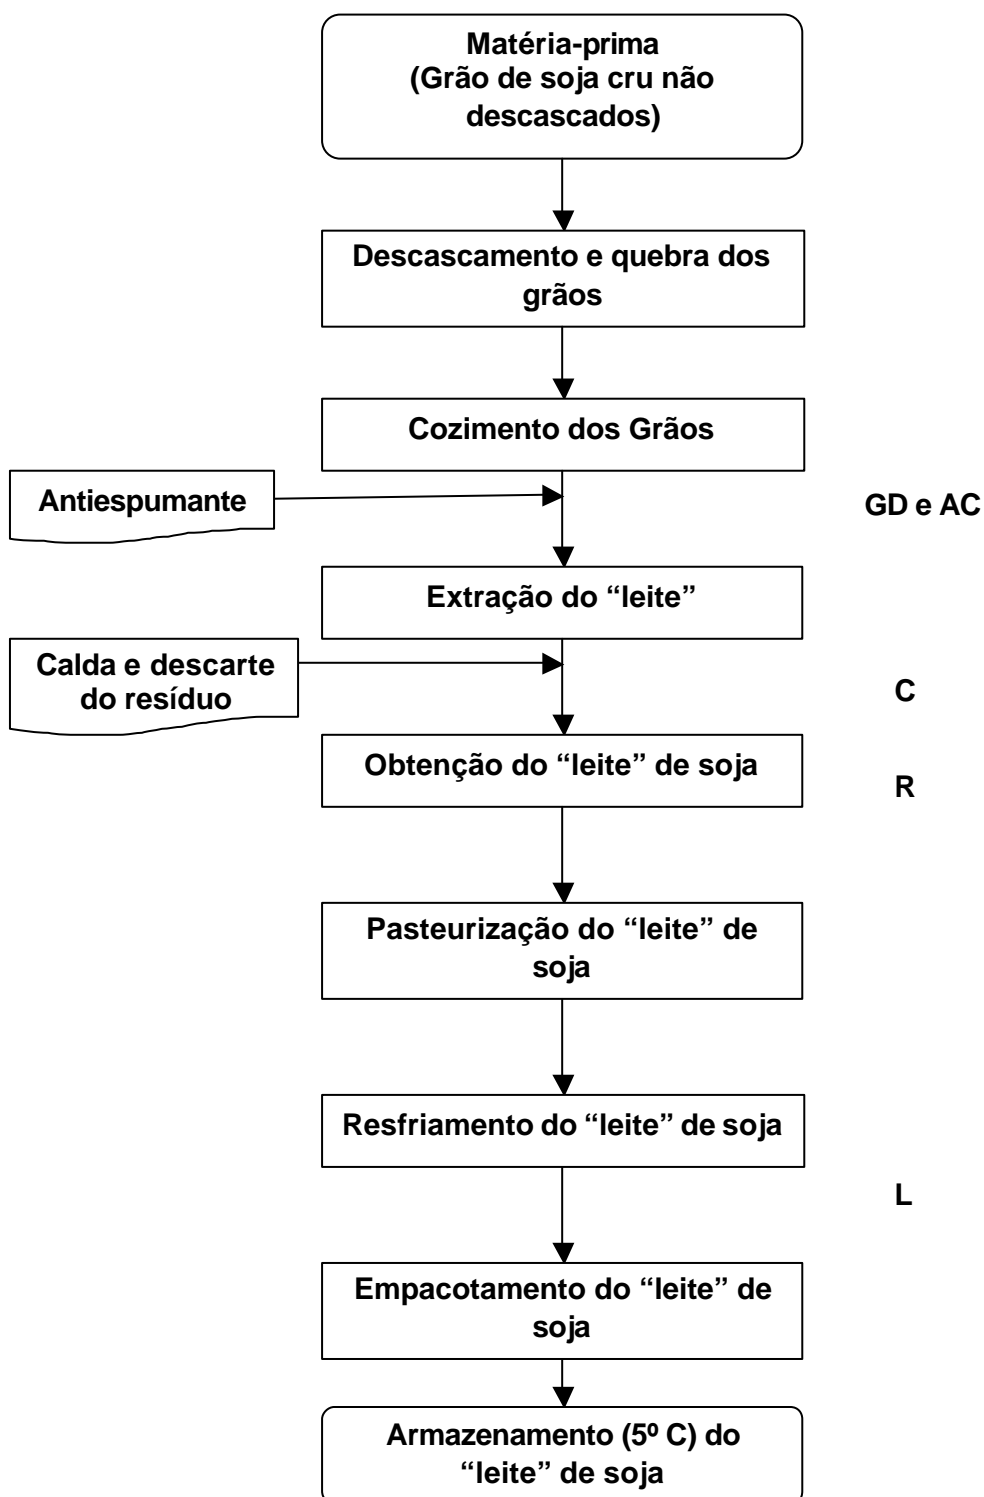 Matéria-prima
(Grão de soja cru não
descascados)
Descascamento e quebra dos
grãos
Cozimento dos Grãos
Antiespumante
GD e AC
Extração do “leite”
Calda e descarte
do resíduo
C
Obtenção do “leite” de soja
R
Pasteurização do “leite” de
soja
Resfriamento do “leite” de soja
L
Empacotamento do “leite” de
soja
Armazenamento (5º C) do
“leite” de soja